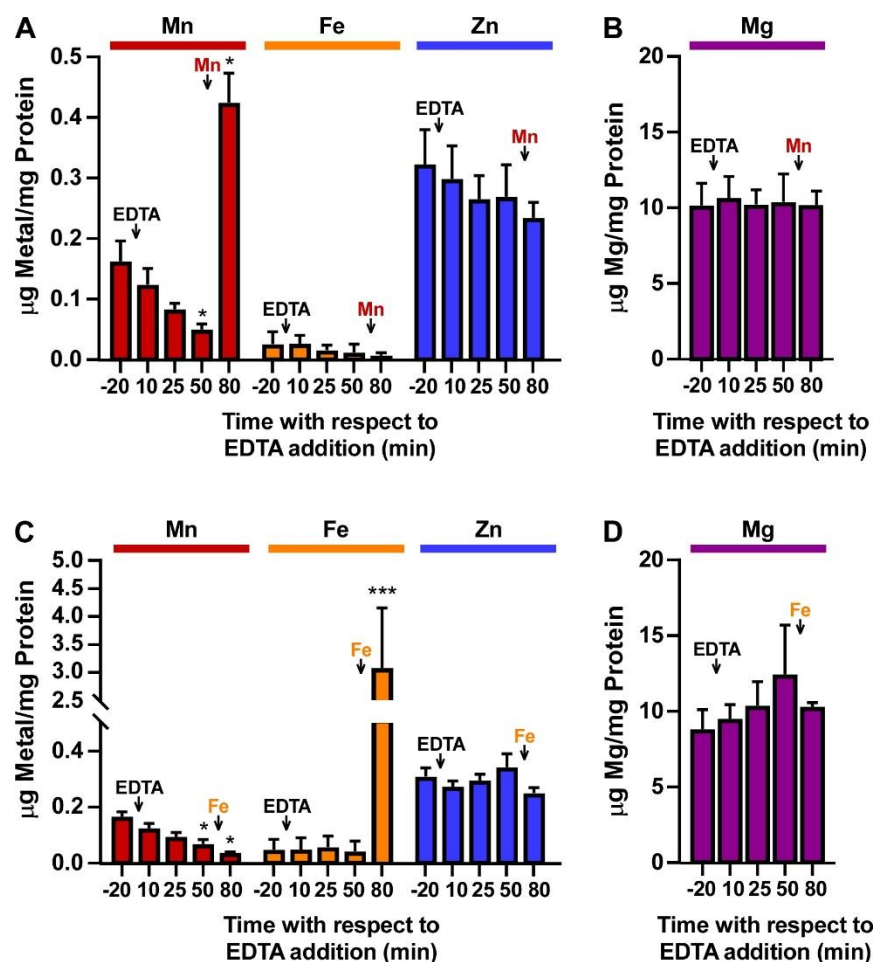 A
Mn Fe Zn
μg Metal/mg Protein
0.5
0.4
0.3
0.2
0.1
0.0
EDTA
Mn
*
*
EDTA
Mn
EDTA
Mn
-20 10 25 50 80 -20 10 25 50 80 -20 10 25 50 80
Time with respect to
EDTA addition (min)
B
Mg
μg Mg/mg Protein
20
15
10
5
0
EDTA
Mn
-20 10 25 50 80
Time with respect to
EDTA addition (min)
C
Mn Fe Zn
μg Metal/mg Protein
5.0
4.5
4.0
3.5
3.0
2.5
0.4
0.2
0.0
EDTA
Fe
* *
EDTA
Fe
***
EDTA
Fe
-20 10 25 50 80 -20 10 25 50 80 -20 10 25 50 80
Time with respect to
EDTA addition (min)
D
Mg
μg Mg/mg Protein
20
15
10
5
0
EDTA
Fe
-20 10 25 50 80
Time with respect to
EDTA addition (min)